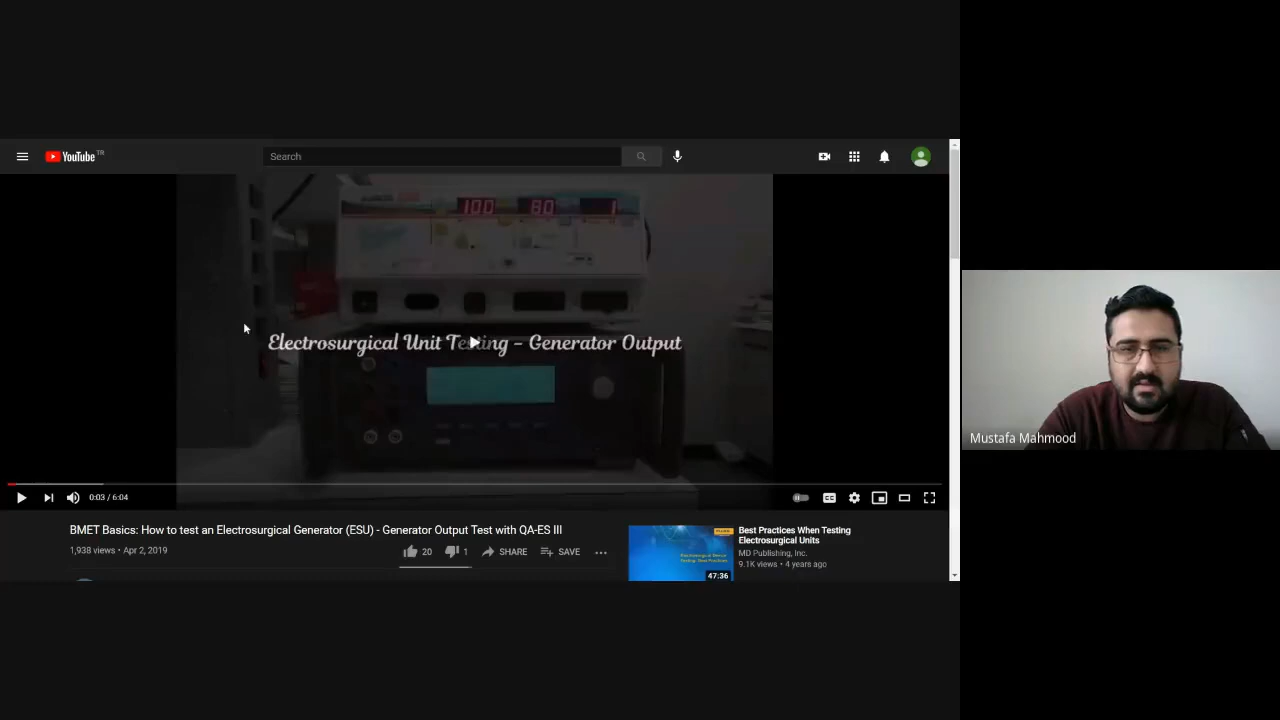 YouTube TN
Search
100 80 1
Electrosurgical Unit Testing - Generator Output
0:03 / 6:04
CC
BMET Basics: How to test an Electrosurgical Generator (ESU) - Generator Output Test with QA-ES III
1,938 views • Apr 2, 2019
20
1
SHARE
SAVE
Best Practices When Testing
Electrosurgical Units
MD Publishing, Inc.
9.1K views • 4 years ago
47:36
Mustafa Mahmood